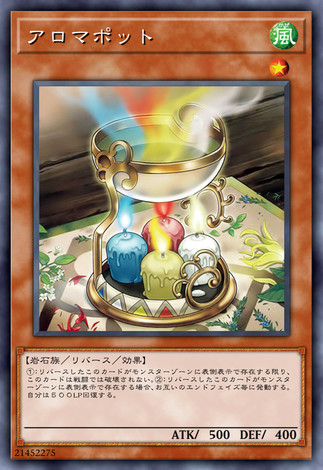 アロマポット
風
【岩石族／リバース／効果】
①：リバースしたこのカードがモンスターゾーンに表側表示で存在する限り、
このカードは戦闘では破壊されない。②：リバースしたこのカードがモンスタ
ーゾーンに表側表示で存在する場合、お互いのエンドフェイズ毎に発動する。
自分は５００LP回復する。
ATK/ 500 DEF/ 400
21452275